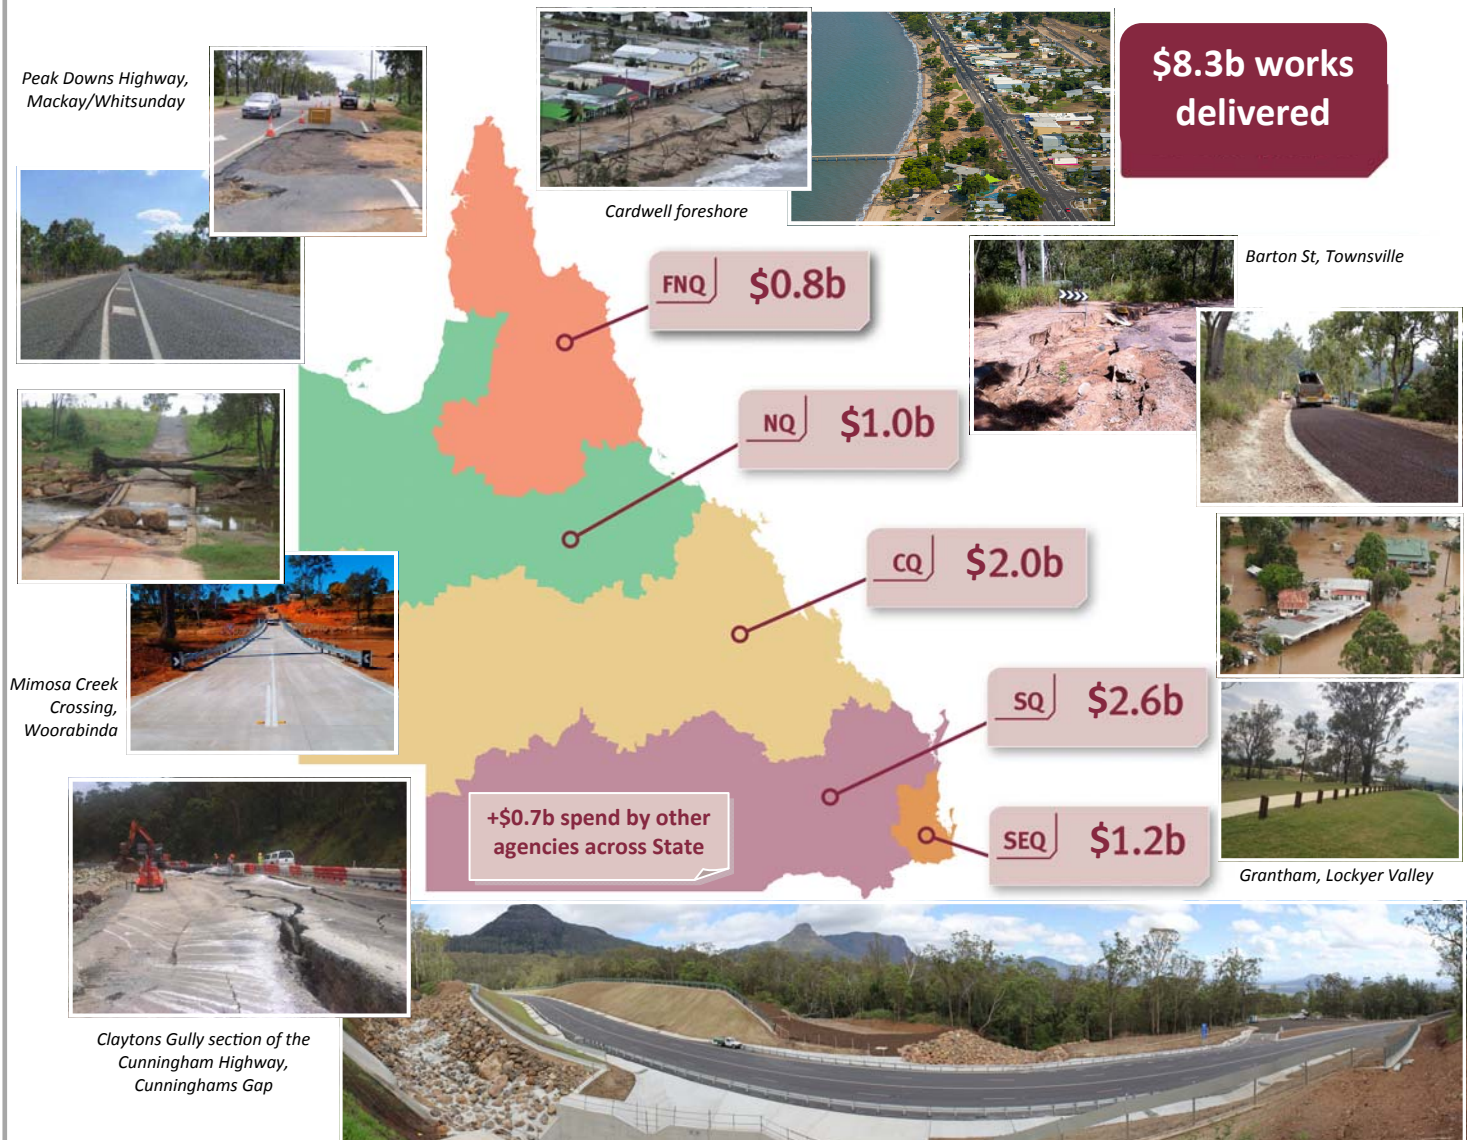 $8.3b works
delivered
Peak Downs Highway,
Mackay/Whitsunday
Cardwell foreshore
Barton St, Townsville
FNQ $0.8b
NQ $1.0b
CQ $2.0b
SQ $2.6b
SEQ $1.2b
+$0.7b spend by other
agencies across State
Mimosa Creek
Crossing,
Woorabinda
Grantham, Lockyer Valley
Claytons Gully section of the
Cunningham Highway,
Cunninghams Gap